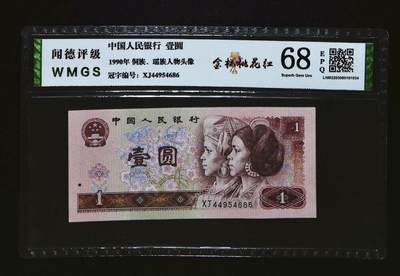 闻德评级
WMGS
中国人民银行 壹圆
1990年 侗族、瑶族人物头像
冠字编号: XJ44954686
金杯桃花红
68
Superb Gem Unc
E
P
Q
中国人民银行
1
壹圆
1
1
XJ44954686